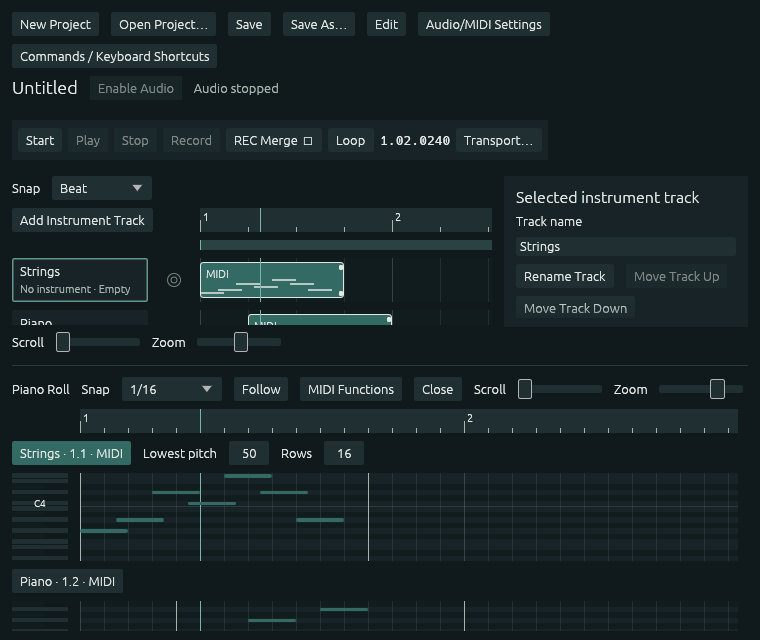 New Project Open Project... Save Save As... Edit Audio/MIDI Settings
Commands / Keyboard Shortcuts
Untitled Enable Audio Audio stopped
Start Play Stop Record REC Merge Loop 1.02.0240 Transport...
Snap Beat
Add Instrument Track
1 2
Strings
No instrument · Empty
MIDI
Piano
MIDI
Selected instrument track
Track name
Strings
Rename Track Move Track Up
Move Track Down
Scroll Zoom
Piano Roll Snap 1/16 Follow MIDI Functions Close Scroll Zoom
1 2
Strings · 1.1 · MIDI Lowest pitch 50 Rows 16
C4
Piano · 1.2 · MIDI